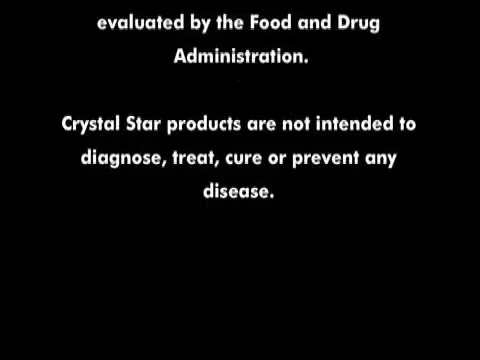 evaluated by the Food and Drug
Administration.
Crystal Star products are not intended to
diagnose, treat, cure or prevent any
disease.